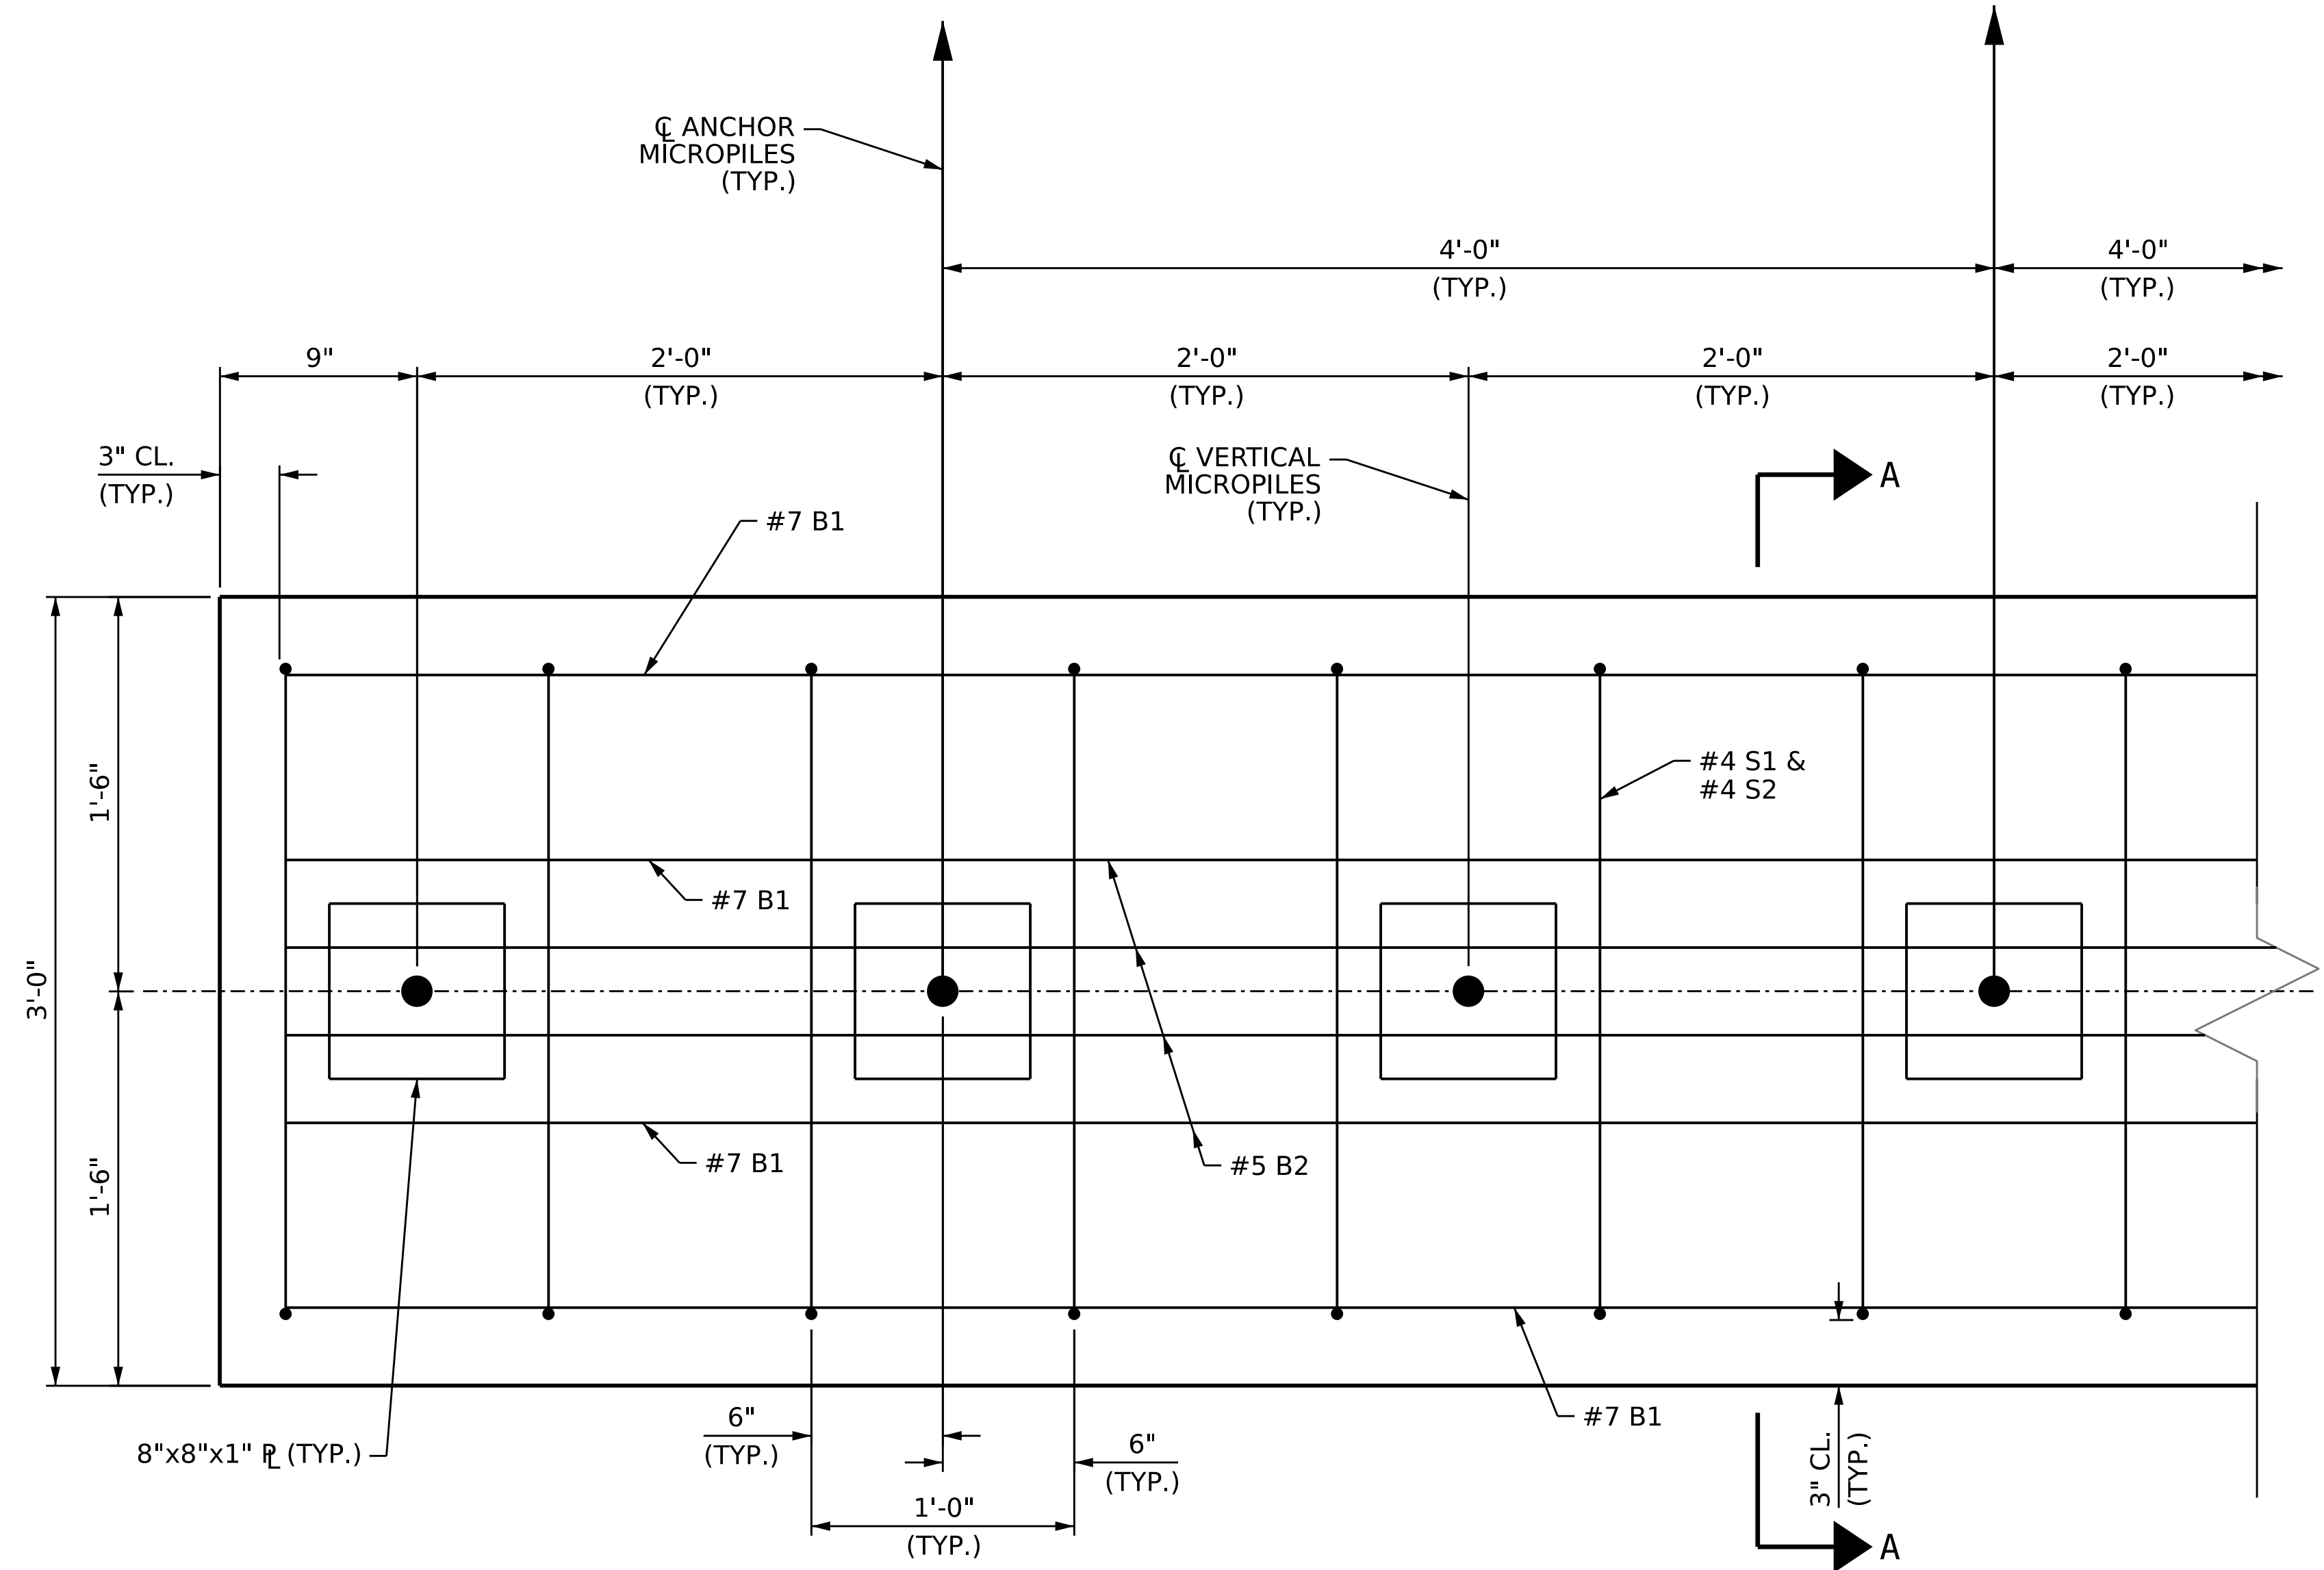 ℄ ANCHOR
MICROPILES
(TYP.)
4'-0"
(TYP.)
4'-0"
(TYP.)
9"
2'-0"
(TYP.)
2'-0"
(TYP.)
2'-0"
(TYP.)
2'-0"
(TYP.)
3" CL.
(TYP.)
℄ VERTICAL
MICROPILES
(TYP.)
A
#7 B1
#4 S1 &
#4 S2
1'-6"
#7 B1
3'-0"
1'-6"
#7 B1
#5 B2
#7 B1
8"x8"x1" ⅊ (TYP.)
6"
(TYP.)
6"
(TYP.)
3" CL.
(TYP.)
1'-0"
(TYP.)
A